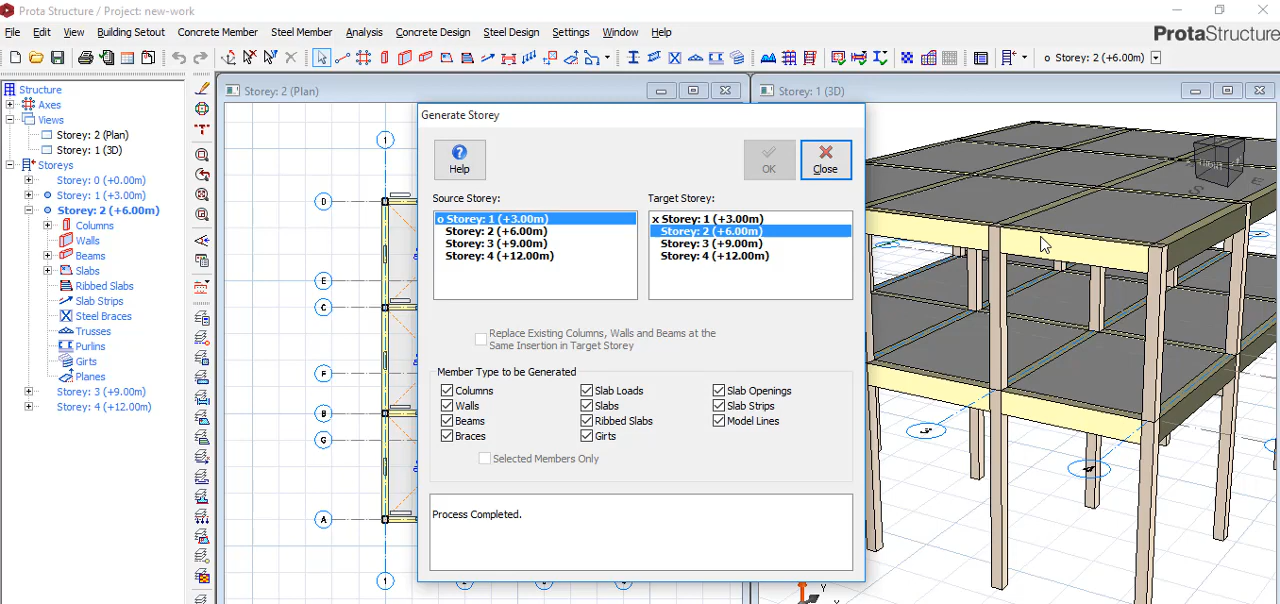 Prota Structure / Project: new-work
File Edit View Building Setout Concrete Member Steel Member Analysis Concrete Design Steel Design Settings Window Help
ProtaStructure
o Storey: 2 (+6.00m)
Structure
Axes
Views
Storey: 2 (Plan)
Storey: 1 (3D)
Storeys
Storey: 0 (+0.00m)
Storey: 1 (+3.00m)
Storey: 2 (+6.00m)
Columns
Walls
Beams
Slabs
Ribbed Slabs
Slab Strips
Steel Braces
Trusses
Purlins
Girts
Planes
Storey: 3 (+9.00m)
Storey: 4 (+12.00m)
Storey: 2 (Plan)
1
D
E
C
F
B
G
A
1
Generate Storey
Help
OK
Close
Source Storey:
o Storey: 1 (+3.00m)
Storey: 2 (+6.00m)
Storey: 3 (+9.00m)
Storey: 4 (+12.00m)
Target Storey:
x Storey: 1 (+3.00m)
Storey: 2 (+6.00m)
Storey: 3 (+9.00m)
Storey: 4 (+12.00m)
Replace Existing Columns, Walls and Beams at the
Same Insertion in Target Storey
Member Type to be Generated
Columns
Walls
Beams
Braces
Slab Loads
Slabs
Ribbed Slabs
Girts
Slab Openings
Slab Strips
Model Lines
Selected Members Only
Process Completed.
Storey: 1 (3D)
RIGHT
S
E
Y